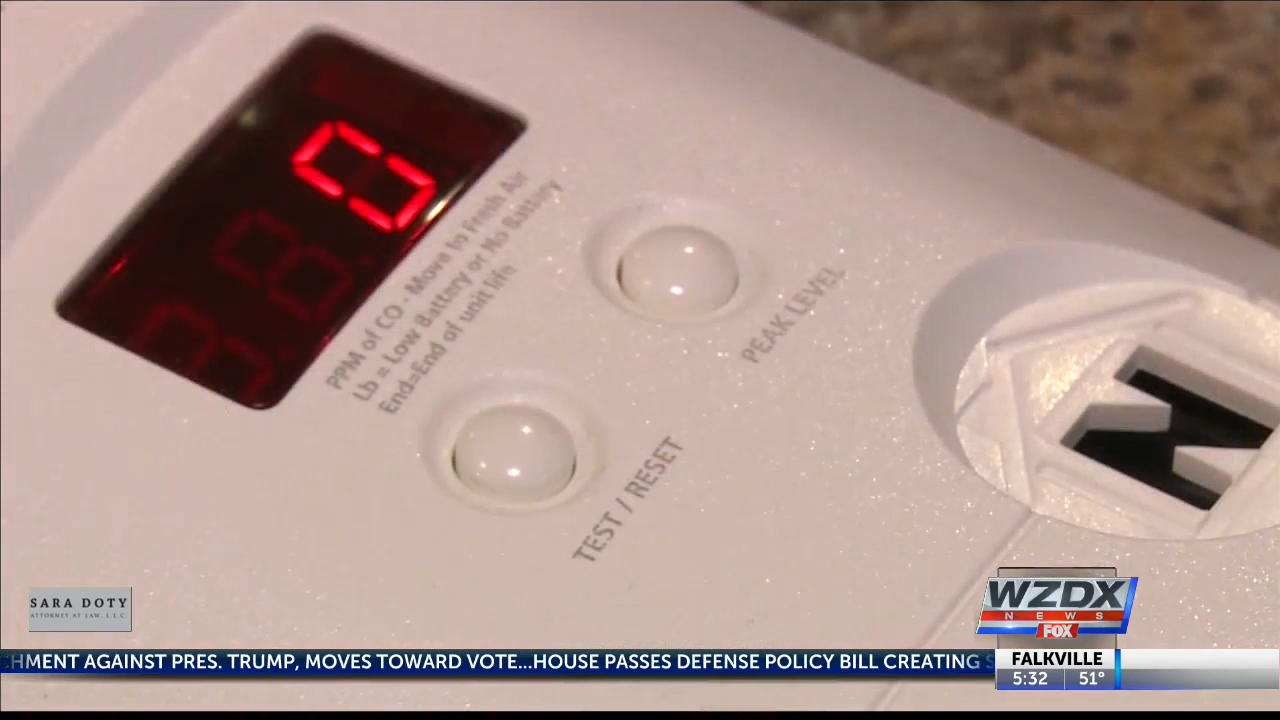 0
PPM of CO - Move to Fresh Air
Lb = Low Battery or No Battery
End=End of unit life
PEAK LEVEL
TEST / RESET
N
SARA DOTY
ATTORNEY AT LAW, L.L.C.
WZDX
NEWS
FOX
CHMENT AGAINST PRES. TRUMP, MOVES TOWARD VOTE...HOUSE PASSES DEFENSE POLICY BILL CREATING S
FALKVILLE
5:32 51°